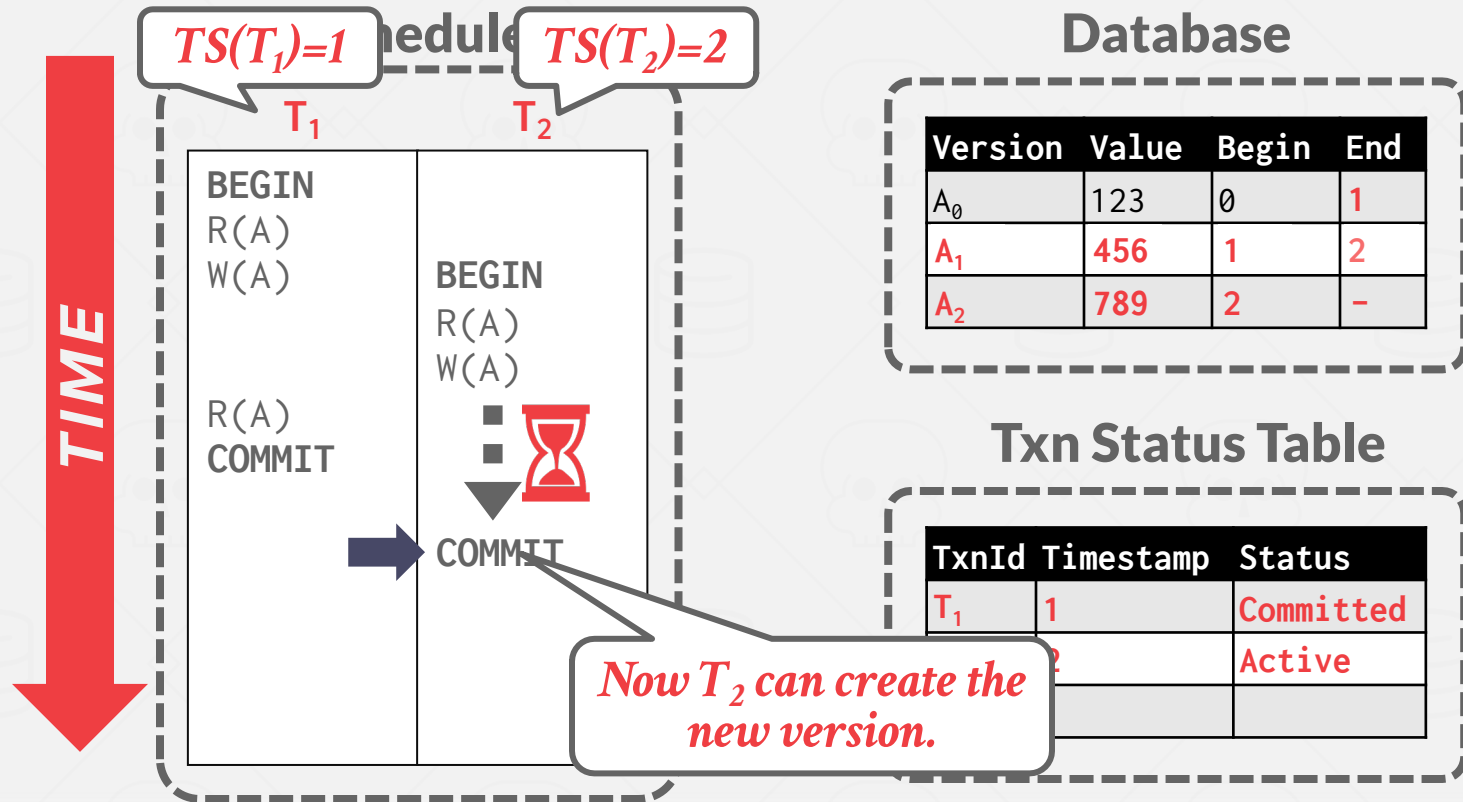 TS(T₁)=1
hedule
TS(T₂)=2
Database
T₁ T₂
TIME
BEGIN
R(A)
W(A)
R(A)
COMMIT
BEGIN
R(A)
W(A)
COMMIT
Now T₂ can create the
new version.
Version Value Begin End
A₀ 123 0 1
A₁ 456 1 2
A₂ 789 2 -
Txn Status Table
TxnId Timestamp Status
T₁ 1 Committed
2 Active